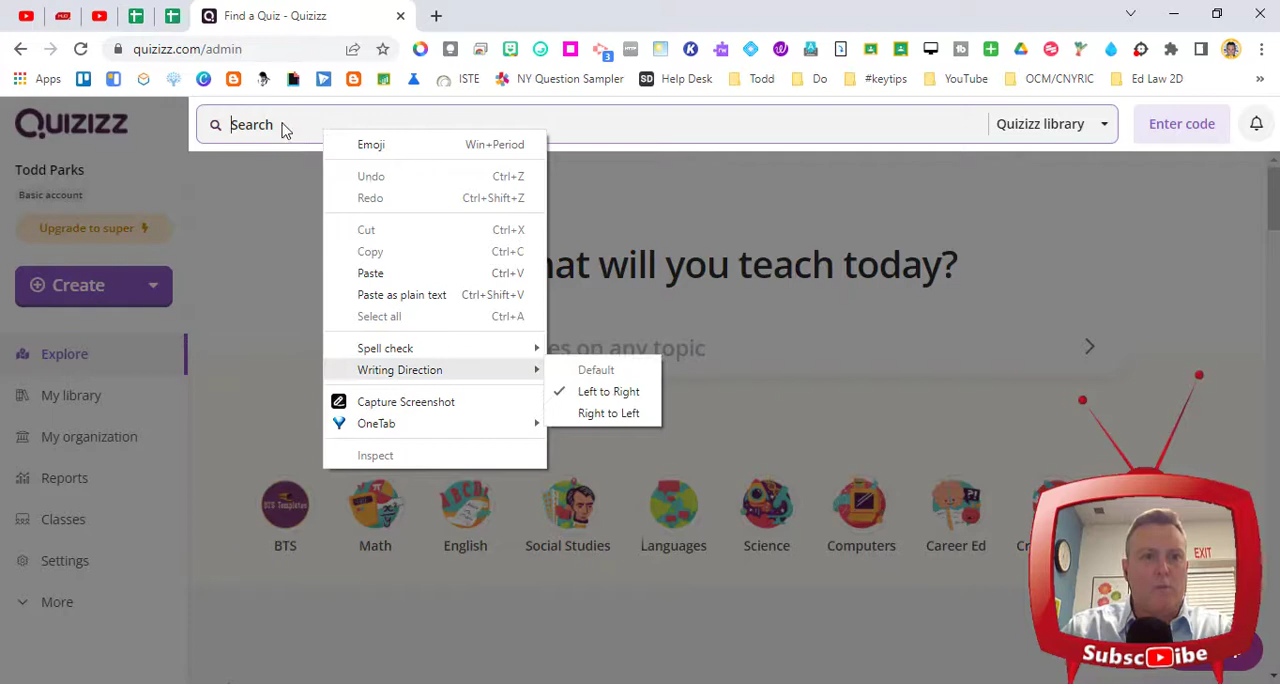 Find a Quiz - Quizizz
quizizz.com/admin
3
Apps
ISTE
NY Question Sampler
SD Help Desk
Todd
Do
#keytips
YouTube
OCM/CNYRIC
Ed Law 2D
»
Quizizz
Search
Quizizz library
Enter code
Todd Parks
Basic account
Upgrade to super
Create
Explore
My library
My organization
Reports
Classes
Settings
More
Emoji Win+Period
Undo Ctrl+Z
Redo Ctrl+Shift+Z
Cut Ctrl+X
Copy Ctrl+C
Paste Ctrl+V
Paste as plain text Ctrl+Shift+V
Select all Ctrl+A
Spell check
Writing Direction
Capture Screenshot
OneTab
Inspect
Default
Left to Right
Right to Left
hat will you teach today?
es on any topic
BTS Templates
BTS
Math
English
Social Studies
Languages
Science
Computers
Career Ed
EXIT
Subscribe